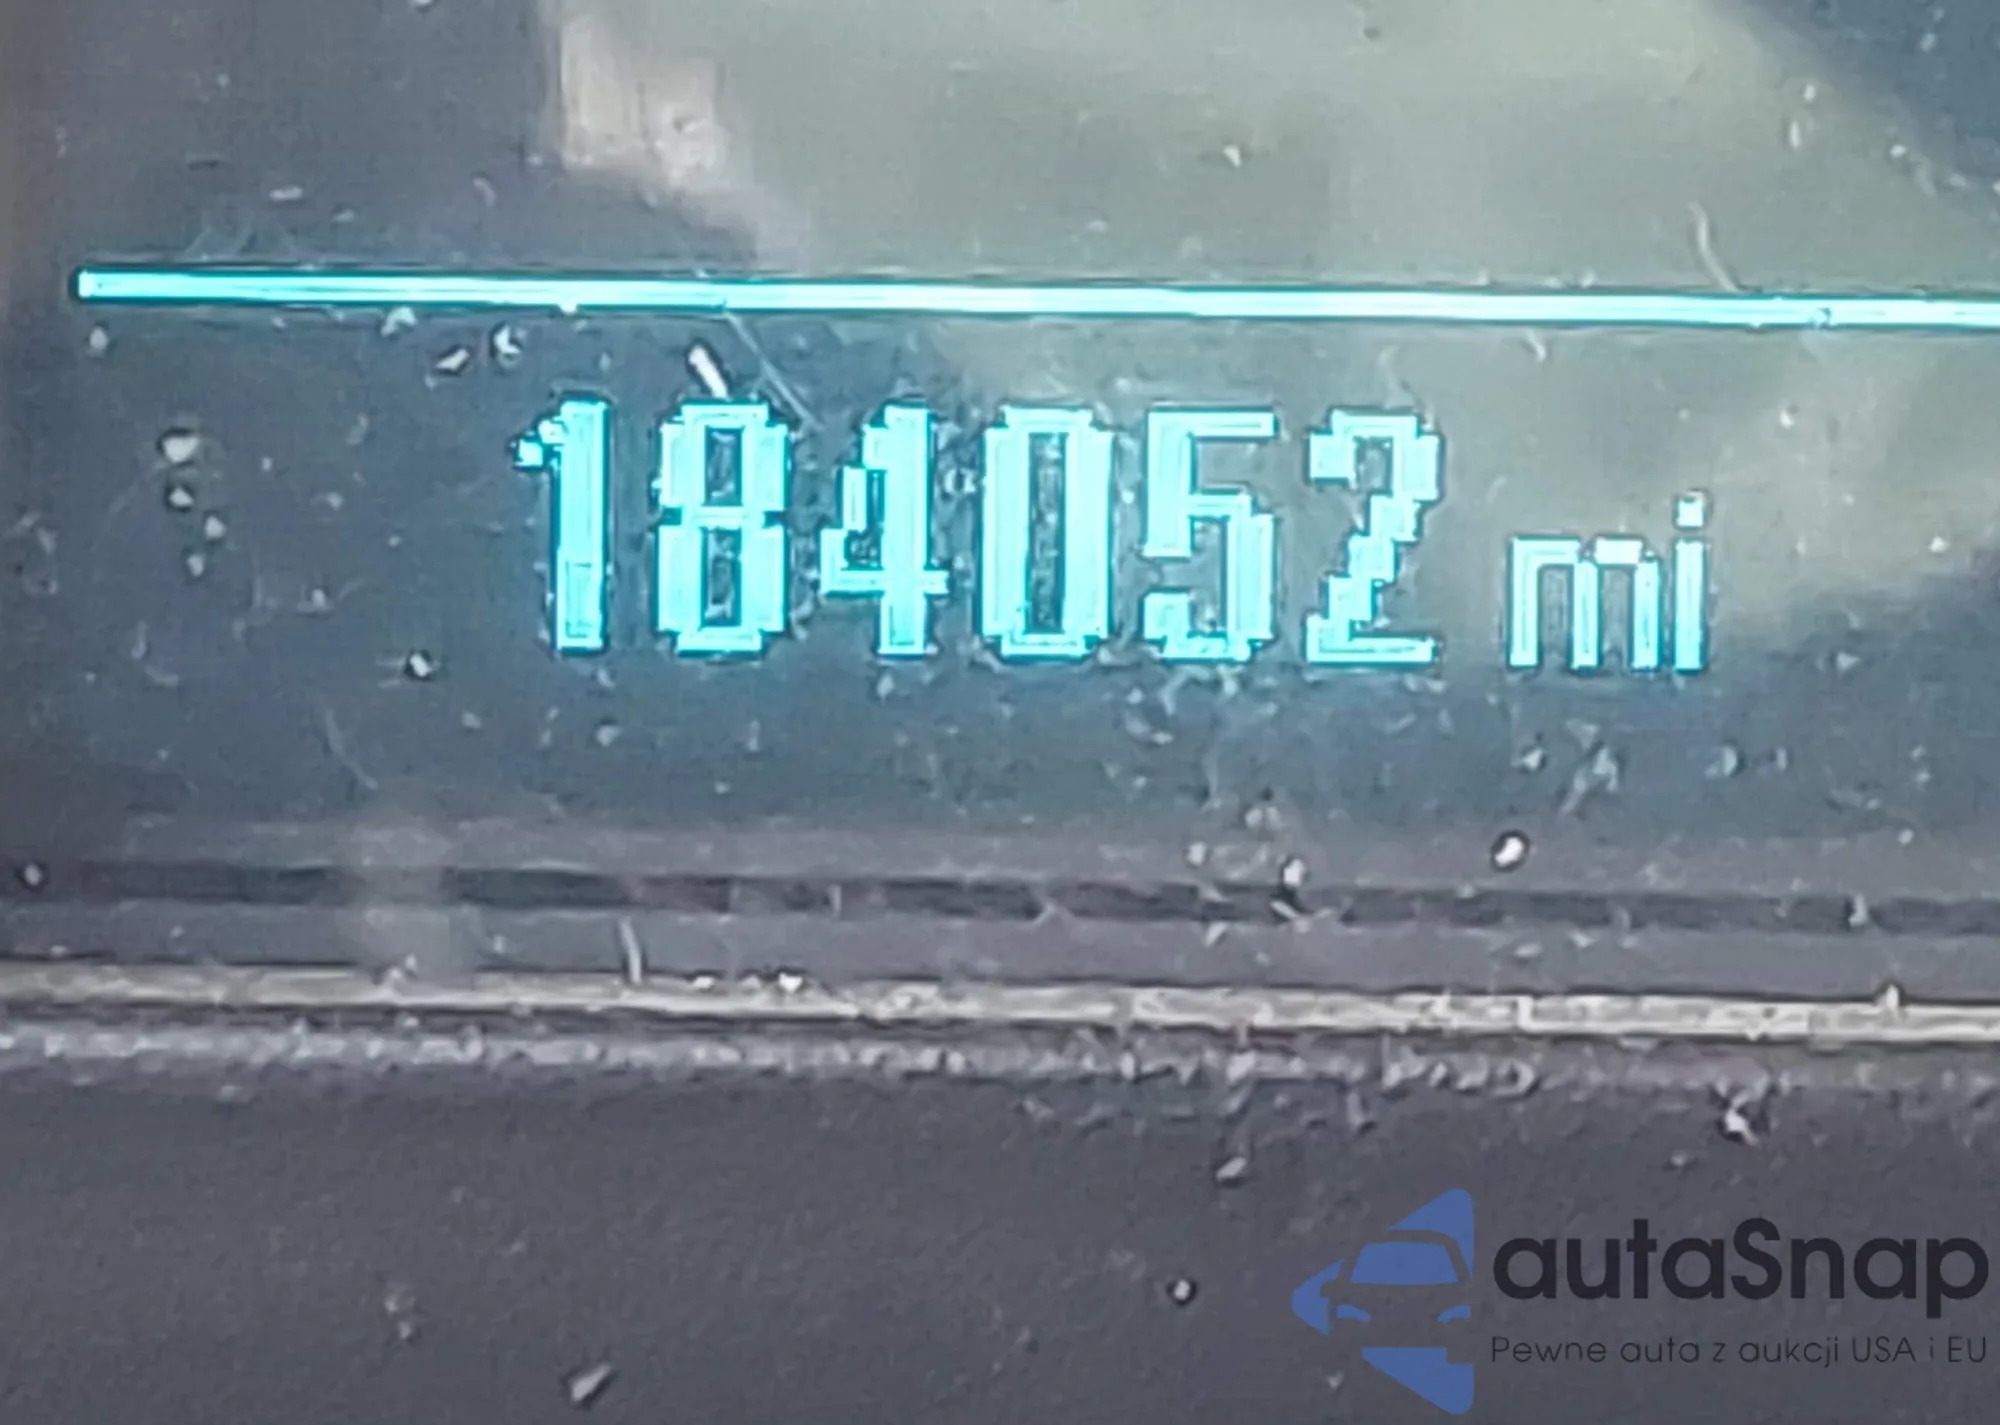 184052 mi
autaSnap
Pewne auta z aukcji USA i EU